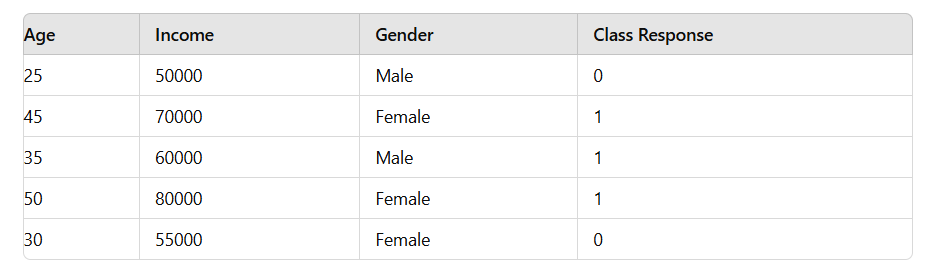 Age Income Gender Class Response
25 50000 Male 0
45 70000 Female 1
35 60000 Male 1
50 80000 Female 1
30 55000 Female 0